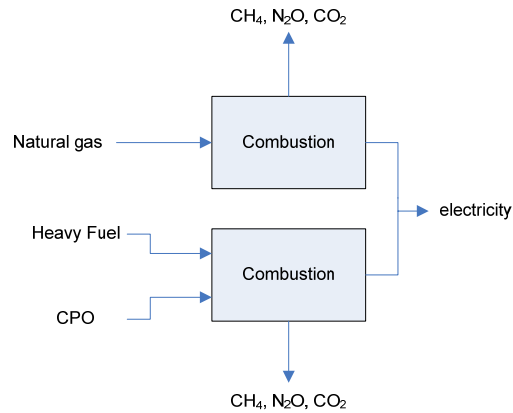 CH₄, N₂O, CO₂
Natural gas
Combustion
electricity
Heavy Fuel
Combustion
CPO
CH₄, N₂O, CO₂